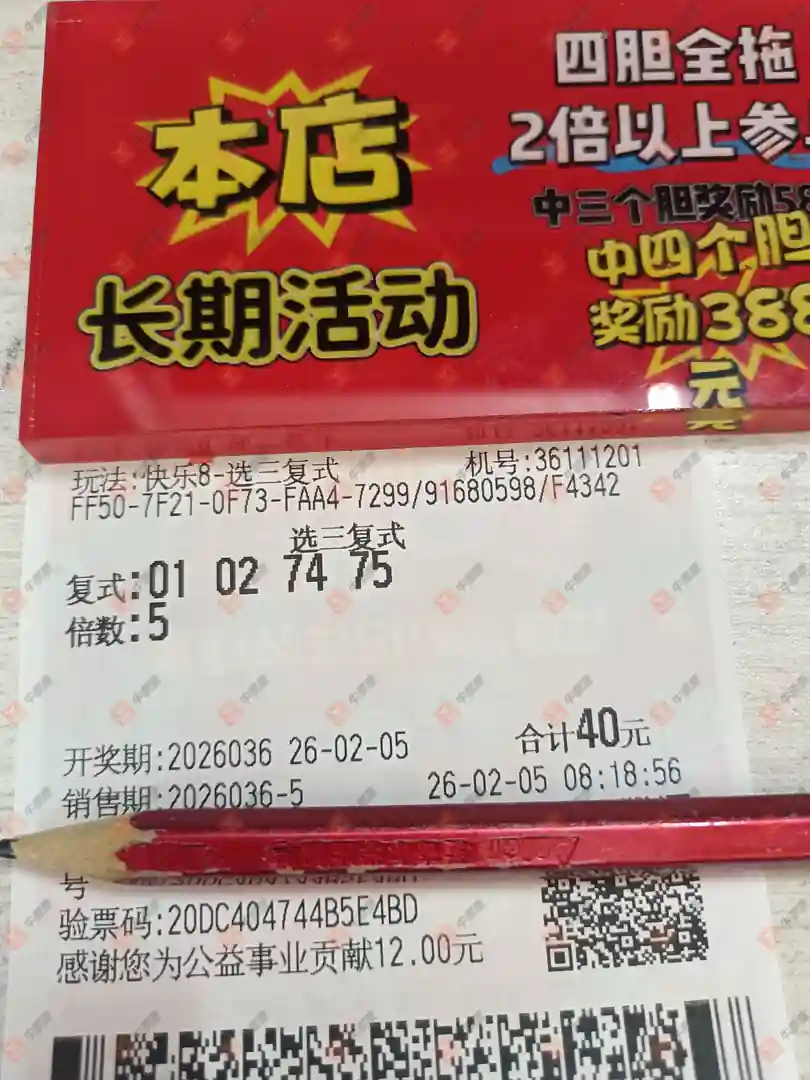 本店
长期活动
四胆全拖
2倍以上参
中三个胆奖励58
中四个胆
奖励388
元
玩法:快乐8-选三复式
机号:36111201
FF50-7F21-0F73-FAA4-7299/91680598/F4342
选三复式
复式:01 02 74 75
倍数:5
开奖期:2026036 26-02-05
合计40元
销售期:2026036-5
26-02-05 08:18:56
号
验票码:20DC404744B5E4BD
感谢您为公益事业贡献12.00元